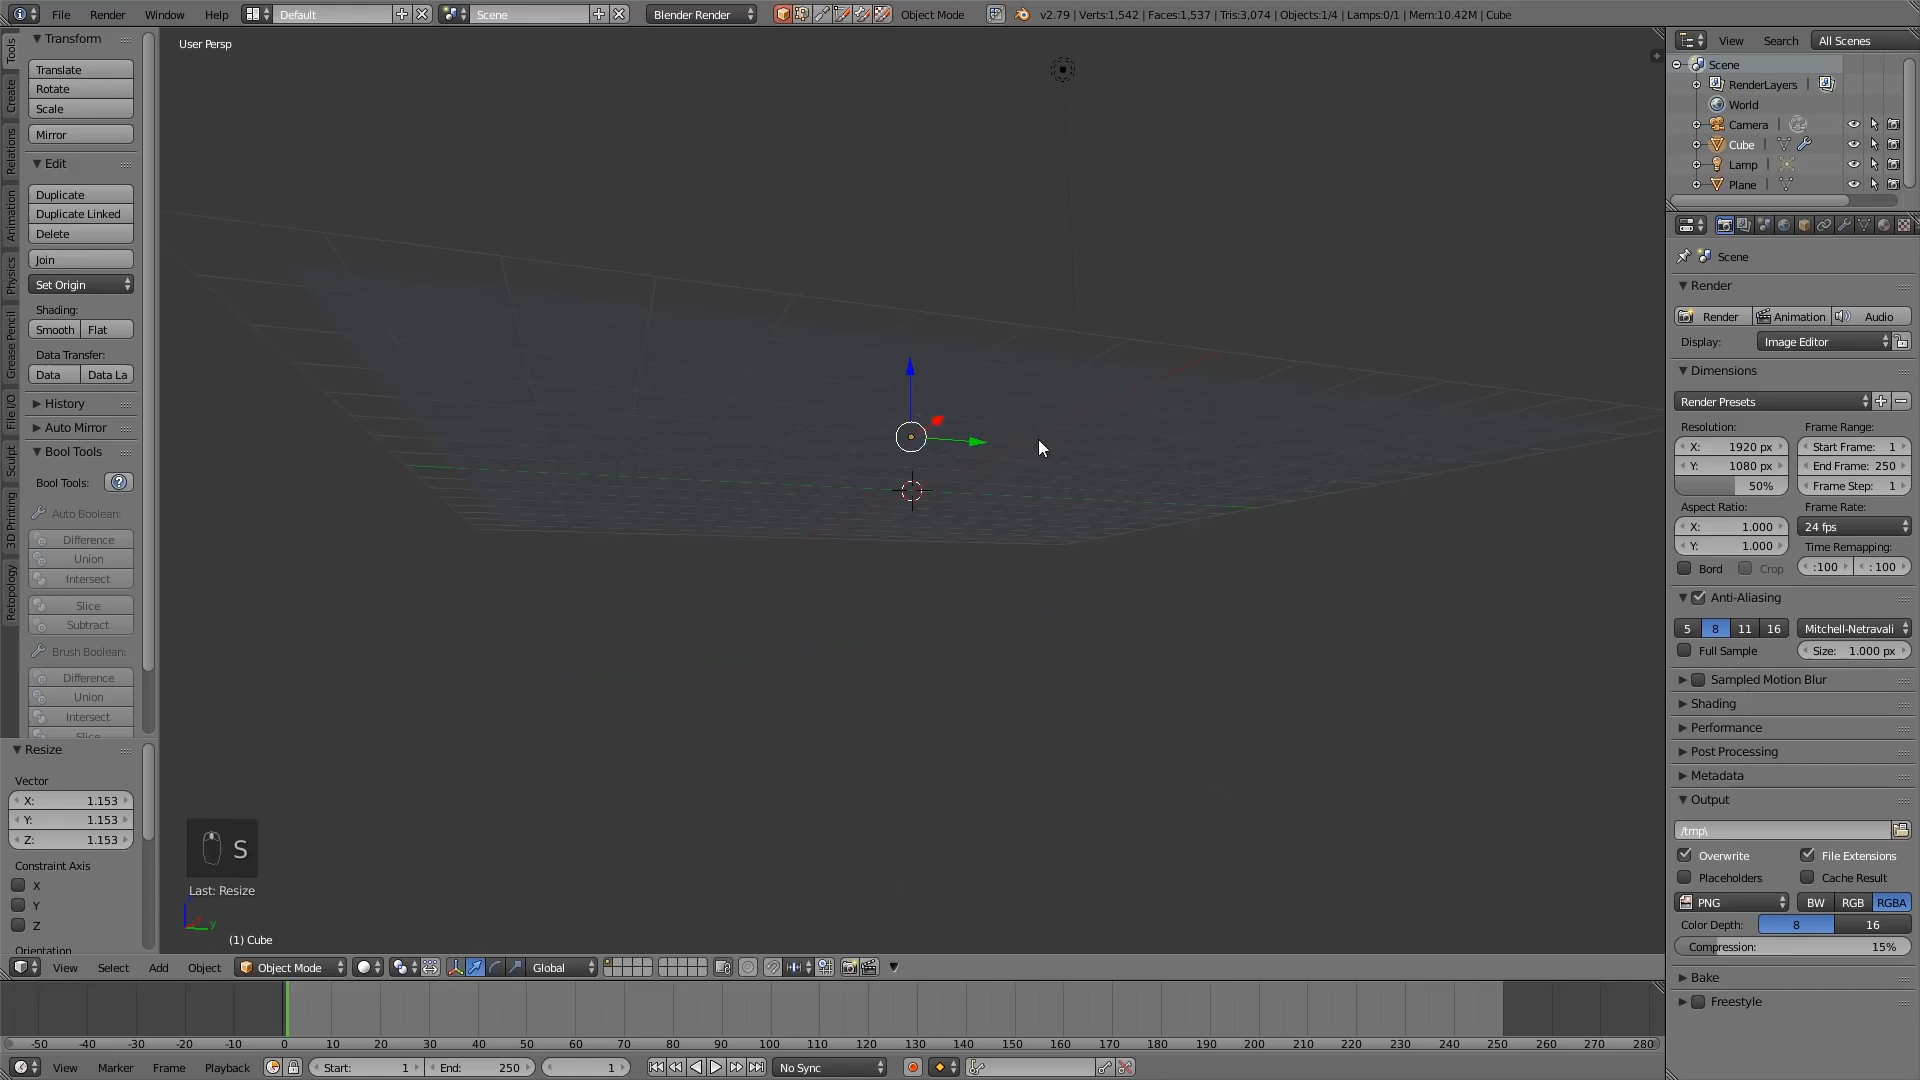 File Render Window Help Default Scene Blender Render Object Mode v2.79 | Verts:1,542 | Faces:1,537 | Tris:3,074 | Objects:1/4 | Lamps:0/1 | Mem:10.42M | Cube
Tools
Create
Relations
Animation
Physics
Grease Pencil
File I/O
Sculpt
3D Printing
Retopology
Transform
Translate
Rotate
Scale
Mirror
Edit
Duplicate
Duplicate Linked
Delete
Join
Set Origin
Shading:
Smooth Flat
Data Transfer:
Data Data La
History
Auto Mirror
Bool Tools
Bool Tools:
Auto Boolean:
Difference
Union
Intersect
Slice
Subtract
Brush Boolean:
Difference
Union
Intersect
Slice
Resize
Vector
X: 1.153
Y: 1.153
Z: 1.153
Constraint Axis
X
Y
Z
Orientation
User Persp
S
Last: Resize
y
(1) Cube
View Select Add Object Object Mode Global
-50 -40 -30 -20 -10 0 10 20 30 40 50 60 70 80 90 100 110 120 130 140 150 160 170 180 190 200 210 220 230 240 250 260 270 280
View Marker Frame Playback Start: 1 End: 250 1 No Sync
View Search All Scenes
Scene
RenderLayers |
World
Camera |
Cube |
Lamp |
Plane |
Scene
Render
Render Animation Audio
Display: Image Editor
Dimensions
Render Presets
Resolution: Frame Range:
X: 1920 px Start Frame: 1
Y: 1080 px End Frame: 250
50% Frame Step: 1
Aspect Ratio: Frame Rate:
X: 1.000 24 fps
Y: 1.000 Time Remapping:
Bord Crop :100 : 100
Anti-Aliasing
5 8 11 16 Mitchell-Netravali
Full Sample Size: 1.000 px
Sampled Motion Blur
Shading
Performance
Post Processing
Metadata
Output
/tmp\
Overwrite File Extensions
Placeholders Cache Result
PNG BW RGB RGBA
Color Depth: 8 16
Compression: 15%
Bake
Freestyle